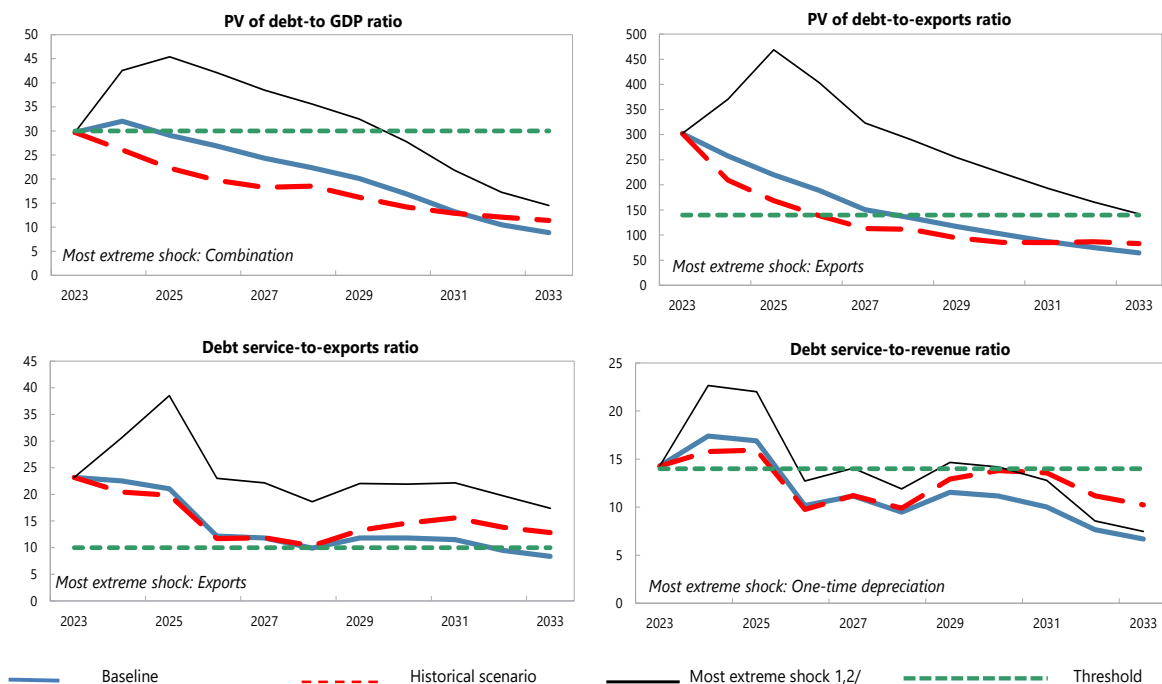 PV of debt-to GDP ratio
50
45
40
35
30
25
20
15
10
5
0
Most extreme shock: Combination
2023 2025 2027 2029 2031 2033
PV of debt-to-exports ratio
500
450
400
350
300
250
200
150
100
50
0
Most extreme shock: Exports
2023 2025 2027 2029 2031 2033
Debt service-to-exports ratio
45
40
35
30
25
20
15
10
5
0
Most extreme shock: Exports
2023 2025 2027 2029 2031 2033
Debt service-to-revenue ratio
25
20
15
10
5
0
Most extreme shock: One-time depreciation
2023 2025 2027 2029 2031 2033
Baseline Historical scenario Most extreme shock 1,2/ Threshold